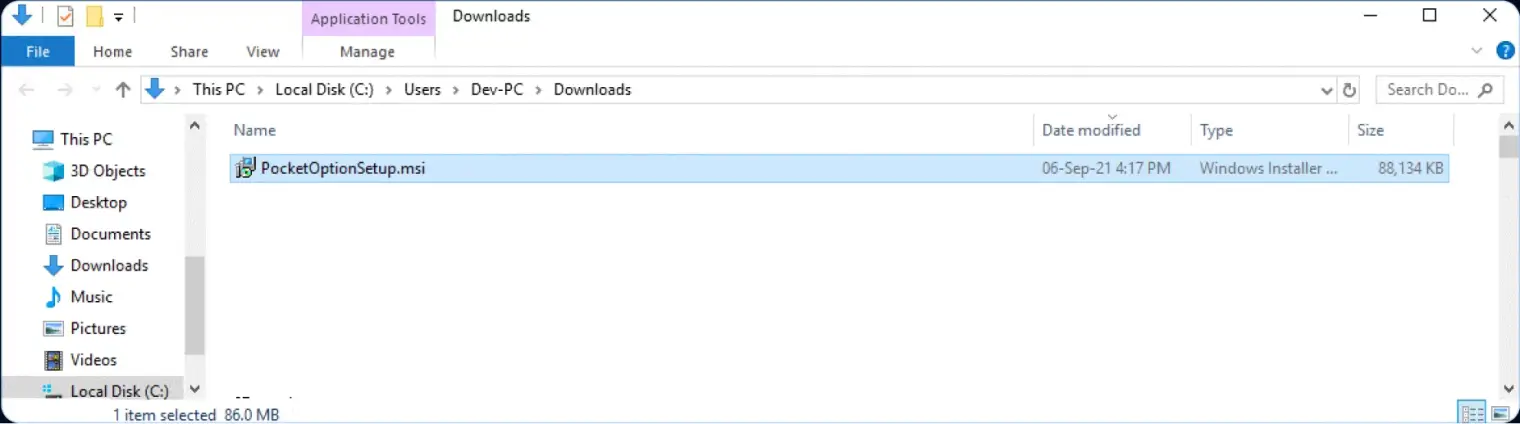 Application Tools Downloads
File Home Share View Manage
This PC Local Disk (C:) Users Dev-PC Downloads Search Do...
Name Date modified Type Size
PocketOptionSetup.msi 06-Sep-21 4:17 PM Windows Installer ... 88,134 KB
This PC
3D Objects
Desktop
Documents
Downloads
Music
Pictures
Videos
Local Disk (C:)
1 item selected 86.0 MB